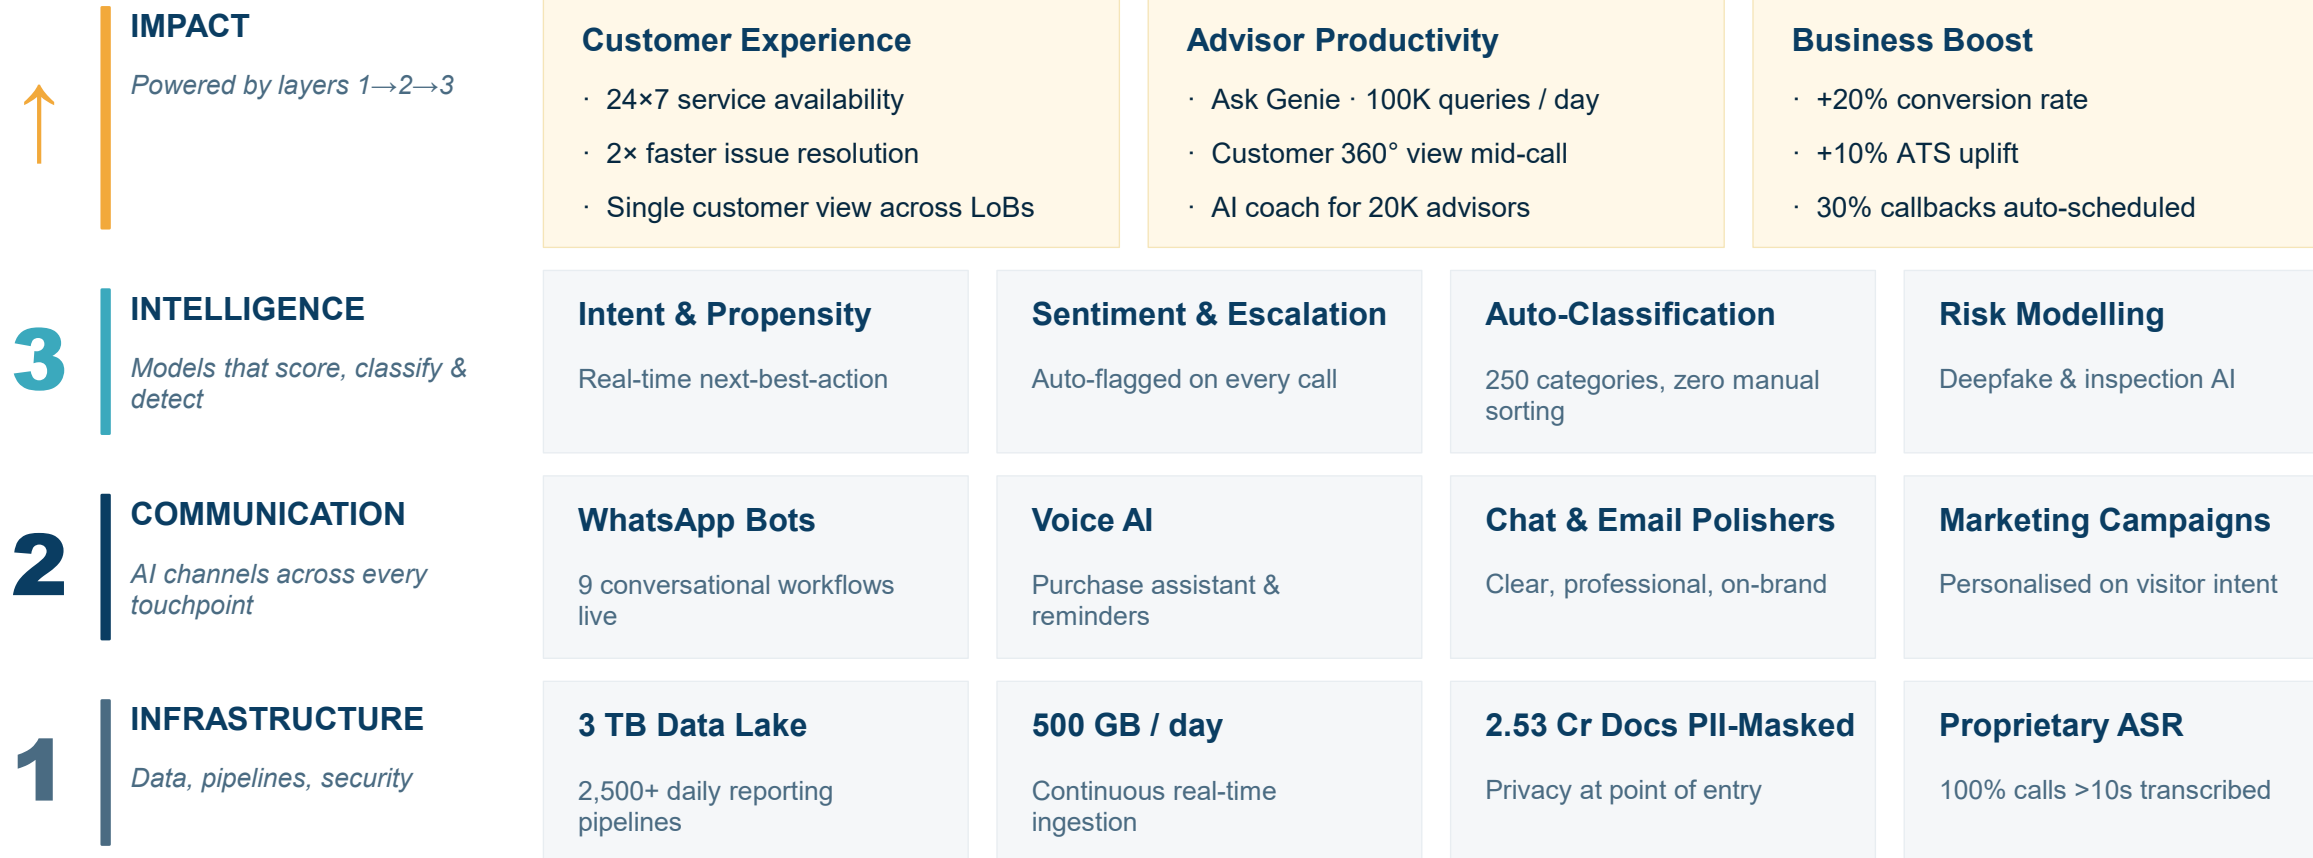 IMPACT
Powered by layers 1→2→3
↑
Customer Experience
· 24×7 service availability
· 2× faster issue resolution
· Single customer view across LoBs
Advisor Productivity
· Ask Genie · 100K queries / day
· Customer 360° view mid-call
· AI coach for 20K advisors
Business Boost
· +20% conversion rate
· +10% ATS uplift
· 30% callbacks auto-scheduled
3
INTELLIGENCE
Models that score, classify &
detect
Intent & Propensity
Real-time next-best-action
Sentiment & Escalation
Auto-flagged on every call
Auto-Classification
250 categories, zero manual
sorting
Risk Modelling
Deepfake & inspection AI
2
COMMUNICATION
AI channels across every
touchpoint
WhatsApp Bots
9 conversational workflows
live
Voice AI
Purchase assistant &
reminders
Chat & Email Polishers
Clear, professional, on-brand
Marketing Campaigns
Personalised on visitor intent
1
INFRASTRUCTURE
Data, pipelines, security
3 TB Data Lake
2,500+ daily reporting
pipelines
500 GB / day
Continuous real-time
ingestion
2.53 Cr Docs PII-Masked
Privacy at point of entry
Proprietary ASR
100% calls >10s transcribed